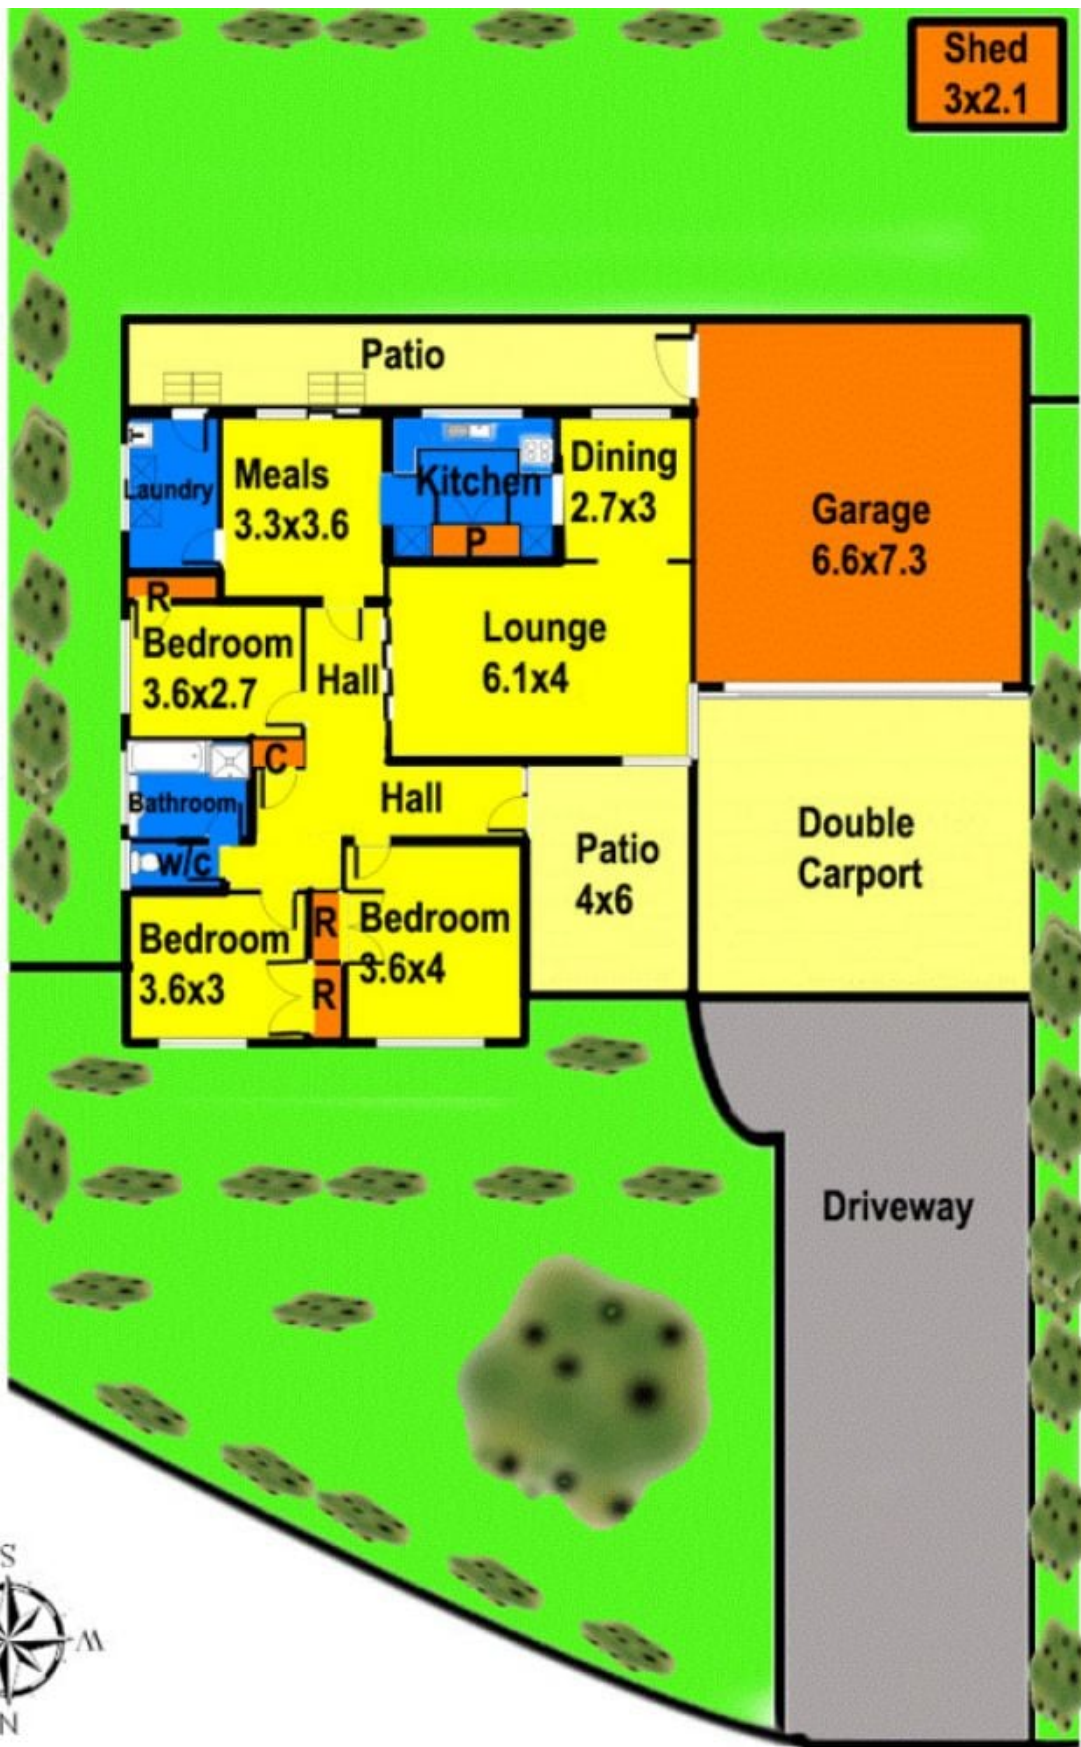 Shed
3x2.1
Patio
Laundry
Meals
3.3x3.6
Kitchen
P
Dining
2.7x3
Garage
6.6x7.3
R
Bedroom
3.6x2.7
Hall
Lounge
6.1x4
C
Bathroom
Hall
w/c
Patio
4x6
Double
Carport
Bedroom
3.6x3
R
R
Bedroom
3.6x4
Driveway
S
W
N